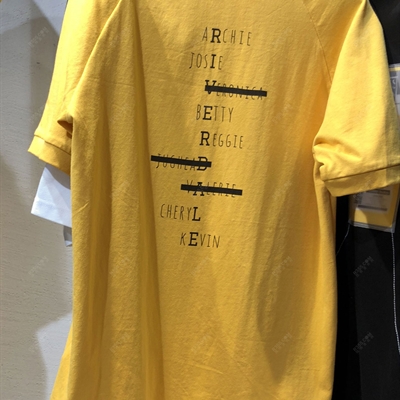 ARCHIE
JOSIE
VERONICA
BETTY
REGGIE
JUGHEAD
VALERIE
CHERYL
KEVIN